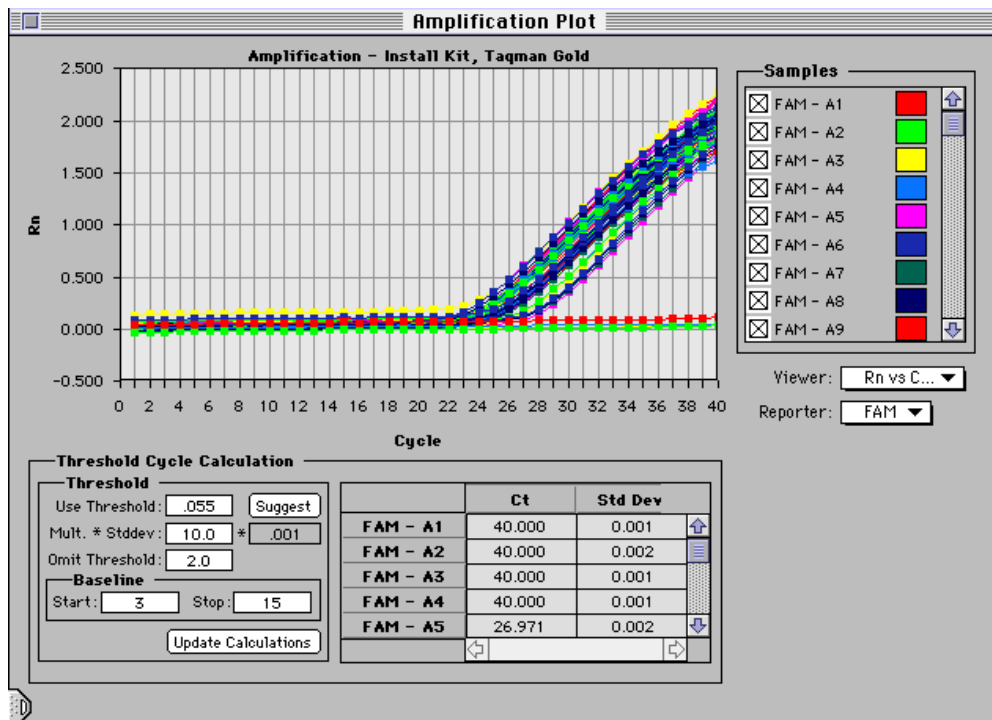 Amplification Plot
Amplification - Install Kit, Taqman Gold
2.500
2.000
1.500
1.000
0.500
0.000
-0.500
Rn
0 2 4 6 8 10 12 14 16 18 20 22 24 26 28 30 32 34 36 38 40
Cycle
Samples
FAM - A1
FAM - A2
FAM - A3
FAM - A4
FAM - A5
FAM - A6
FAM - A7
FAM - A8
FAM - A9
Viewer: Rn vs C...
Reporter: FAM
Threshold Cycle Calculation
Threshold
Use Threshold: .055 Suggest
Mult. * Stddev: 10.0 * .001
Omit Threshold: 2.0
Baseline
Start: 3 Stop: 15
Update Calculations
Ct Std Dev
FAM - A1 40.000 0.001
FAM - A2 40.000 0.002
FAM - A3 40.000 0.001
FAM - A4 40.000 0.001
FAM - A5 26.971 0.002